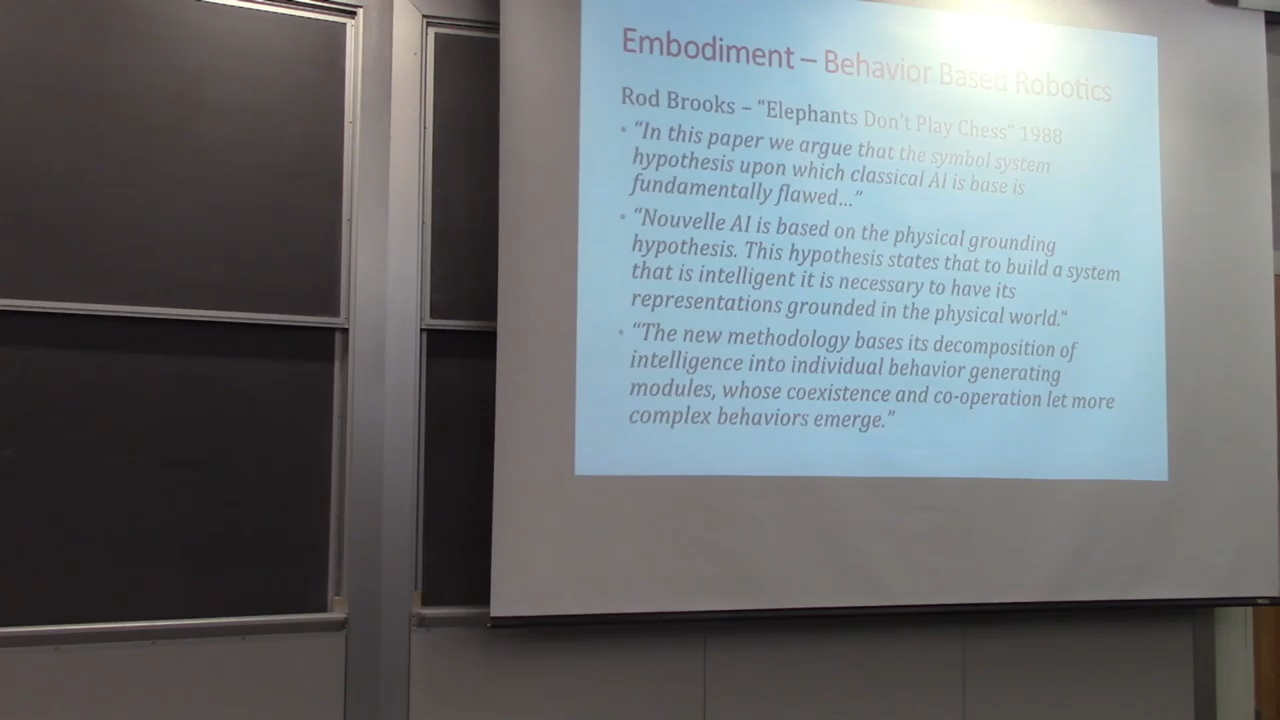 Embodiment – Behavior Based Robotics
Rod Brooks – “Elephants Don’t Play Chess” 1988
• “In this paper we argue that the symbol system
hypothesis upon which classical AI is base is
fundamentally flawed…”
• “Nouvelle AI is based on the physical grounding
hypothesis. This hypothesis states that to build a system
that is intelligent it is necessary to have its
representations grounded in the physical world."
• “The new methodology bases its decomposition of
intelligence into individual behavior generating
modules, whose coexistence and co-operation let more
complex behaviors emerge.”